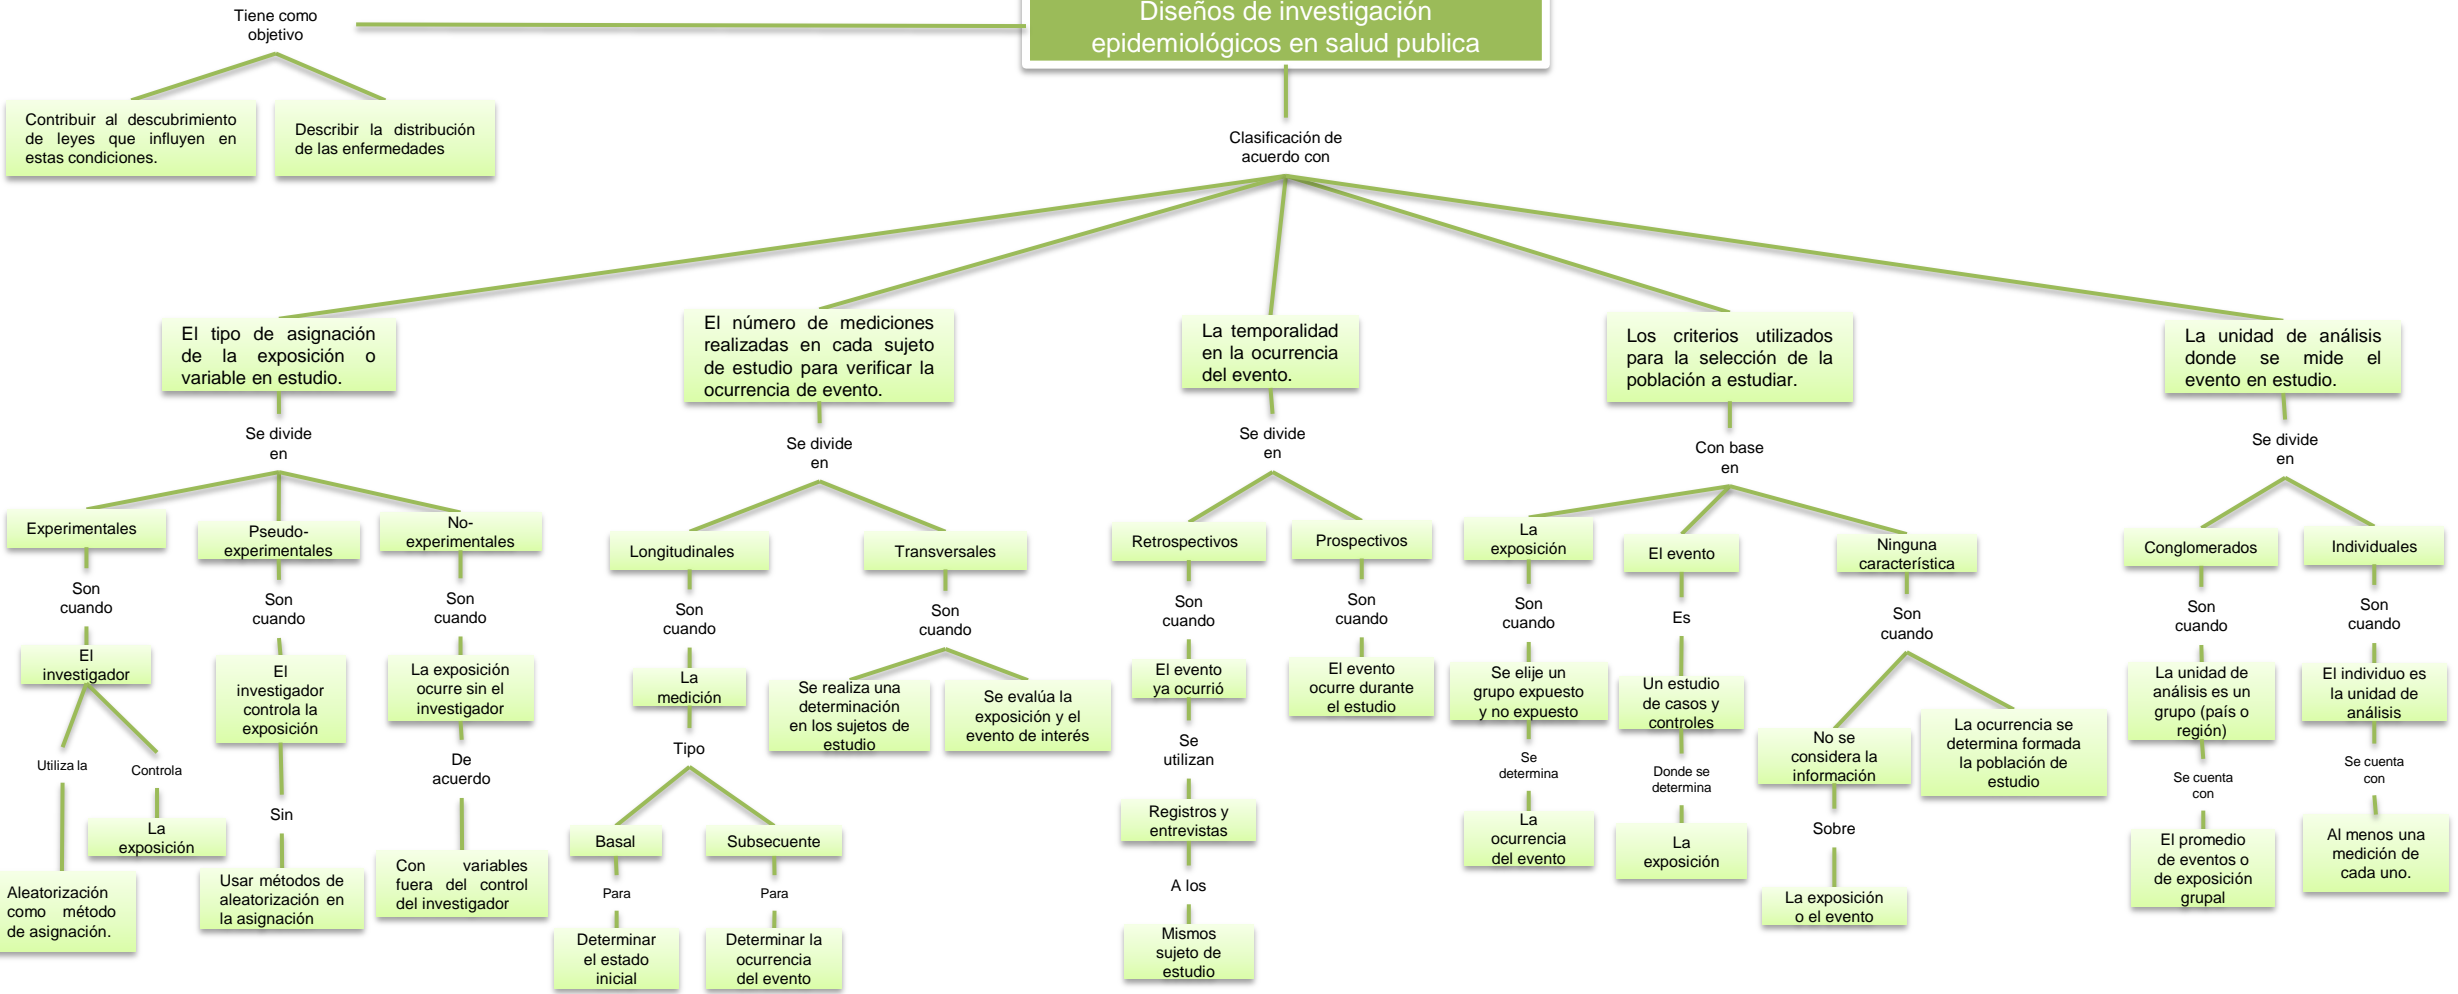 Diseños de investigación
epidemiológicos en salud publica
Tiene como
objetivo
Contribuir al descubrimiento
de leyes que influyen en
estas condiciones.
Describir la distribución
de las enfermedades
Clasificación de
acuerdo con
El tipo de asignación
de la exposición o
variable en estudio.
Se divide
en
Experimentales
Son
cuando
El
investigador
Utiliza la
Aleatorización
como método
de asignación.
Controla
La
exposición
Pseudo-
experimentales
Son
cuando
El
investigador
controla la
exposición
Sin
Usar métodos de
aleatorización en
la asignación
No-
experimentales
Son
cuando
La exposición
ocurre sin el
investigador
De
acuerdo
Con variables
fuera del control
del investigador
El número de mediciones
realizadas en cada sujeto
de estudio para verificar la
ocurrencia de evento.
Se divide
en
Longitudinales
Son
cuando
La
medición
Tipo
Basal
Para
Determinar
el estado
inicial
Subsecuente
Para
Determinar la
ocurrencia
del evento
Transversales
Son
cuando
Se realiza una
determinación
en los sujetos de
estudio
Se evalúa la
exposición y el
evento de interés
La temporalidad
en la ocurrencia
del evento.
Se divide
en
Retrospectivos
Son
cuando
El evento
ya ocurrió
Se
utilizan
Registros y
entrevistas
A los
Mismos
sujeto de
estudio
Prospectivos
Son
cuando
El evento
ocurre durante
el estudio
Los criterios utilizados
para la selección de la
población a estudiar.
Con base
en
La
exposición
Son
cuando
Se elije un
grupo expuesto
y no expuesto
Se
determina
La
ocurrencia
del evento
El evento
Es
Un estudio
de casos y
controles
Donde se
determina
La
exposición
Ninguna
característica
Son
cuando
No se
considera la
información
Sobre
La exposición
o el evento
La ocurrencia se
determina formada
la población de
estudio
La unidad de análisis
donde se mide el
evento en estudio.
Se divide
en
Conglomerados
Son
cuando
La unidad de
análisis es un
grupo (país o
región)
Se cuenta
con
El promedio
de eventos o
de exposición
grupal
Individuales
Son
cuando
El individuo es
la unidad de
análisis
Se cuenta
con
Al menos una
medición de
cada uno.